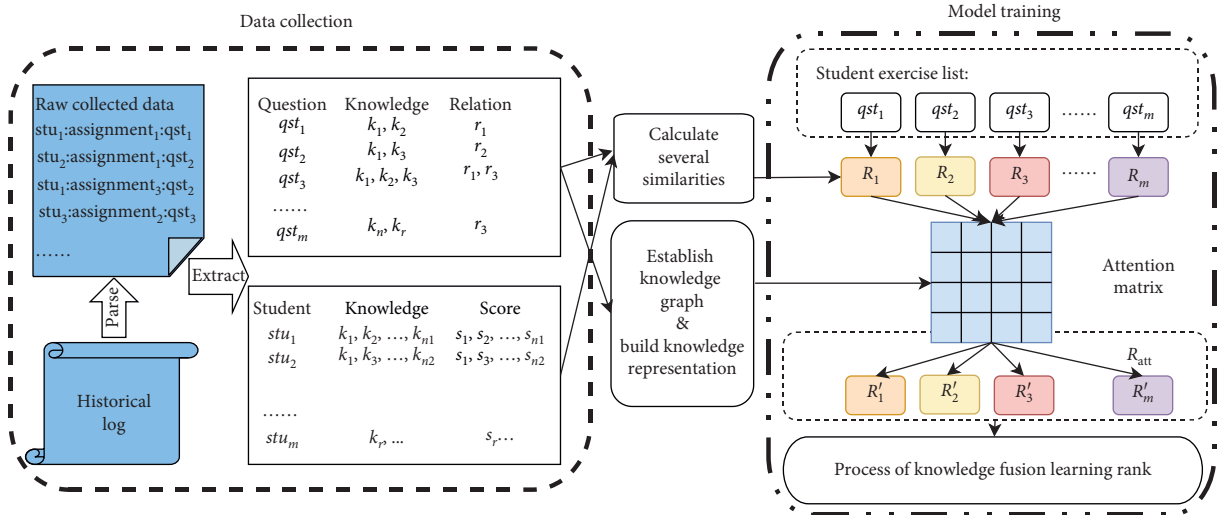 Data collection
Raw collected data
stu₁:assignment₁:qst₁
stu₂:assignment₁:qst₂
stu₁:assignment₃:qst₂
stu₃:assignment₂:qst₃
......
Parse
Historical
log
Extract
Question Knowledge Relation
qst₁ k₁, k₂ r₁
qst₂ k₁, k₃ r₂
qst₃ k₁, k₂, k₃ r₁, r₃
......
qstₘ kₙ, kᵣ r₃
Student Knowledge Score
stu₁ k₁, k₂, …, kₙ₁ s₁, s₂, …, sₙ₁
stu₂ k₁, k₃, …, kₙ₂ s₁, s₃, …, sₙ₂
......
stuₘ kᵣ, ... sᵣ…
Calculate
several
similarities
Establish
knowledge
graph
&
build knowledge
representation
Model training
Student exercise list:
qst₁ qst₂ qst₃ ...... qstₘ
R₁ R₂ R₃ ...... Rₘ
Attention
matrix
R_att
R′₁ R′₂ R′₃ R′ₘ
Process of knowledge fusion learning rank